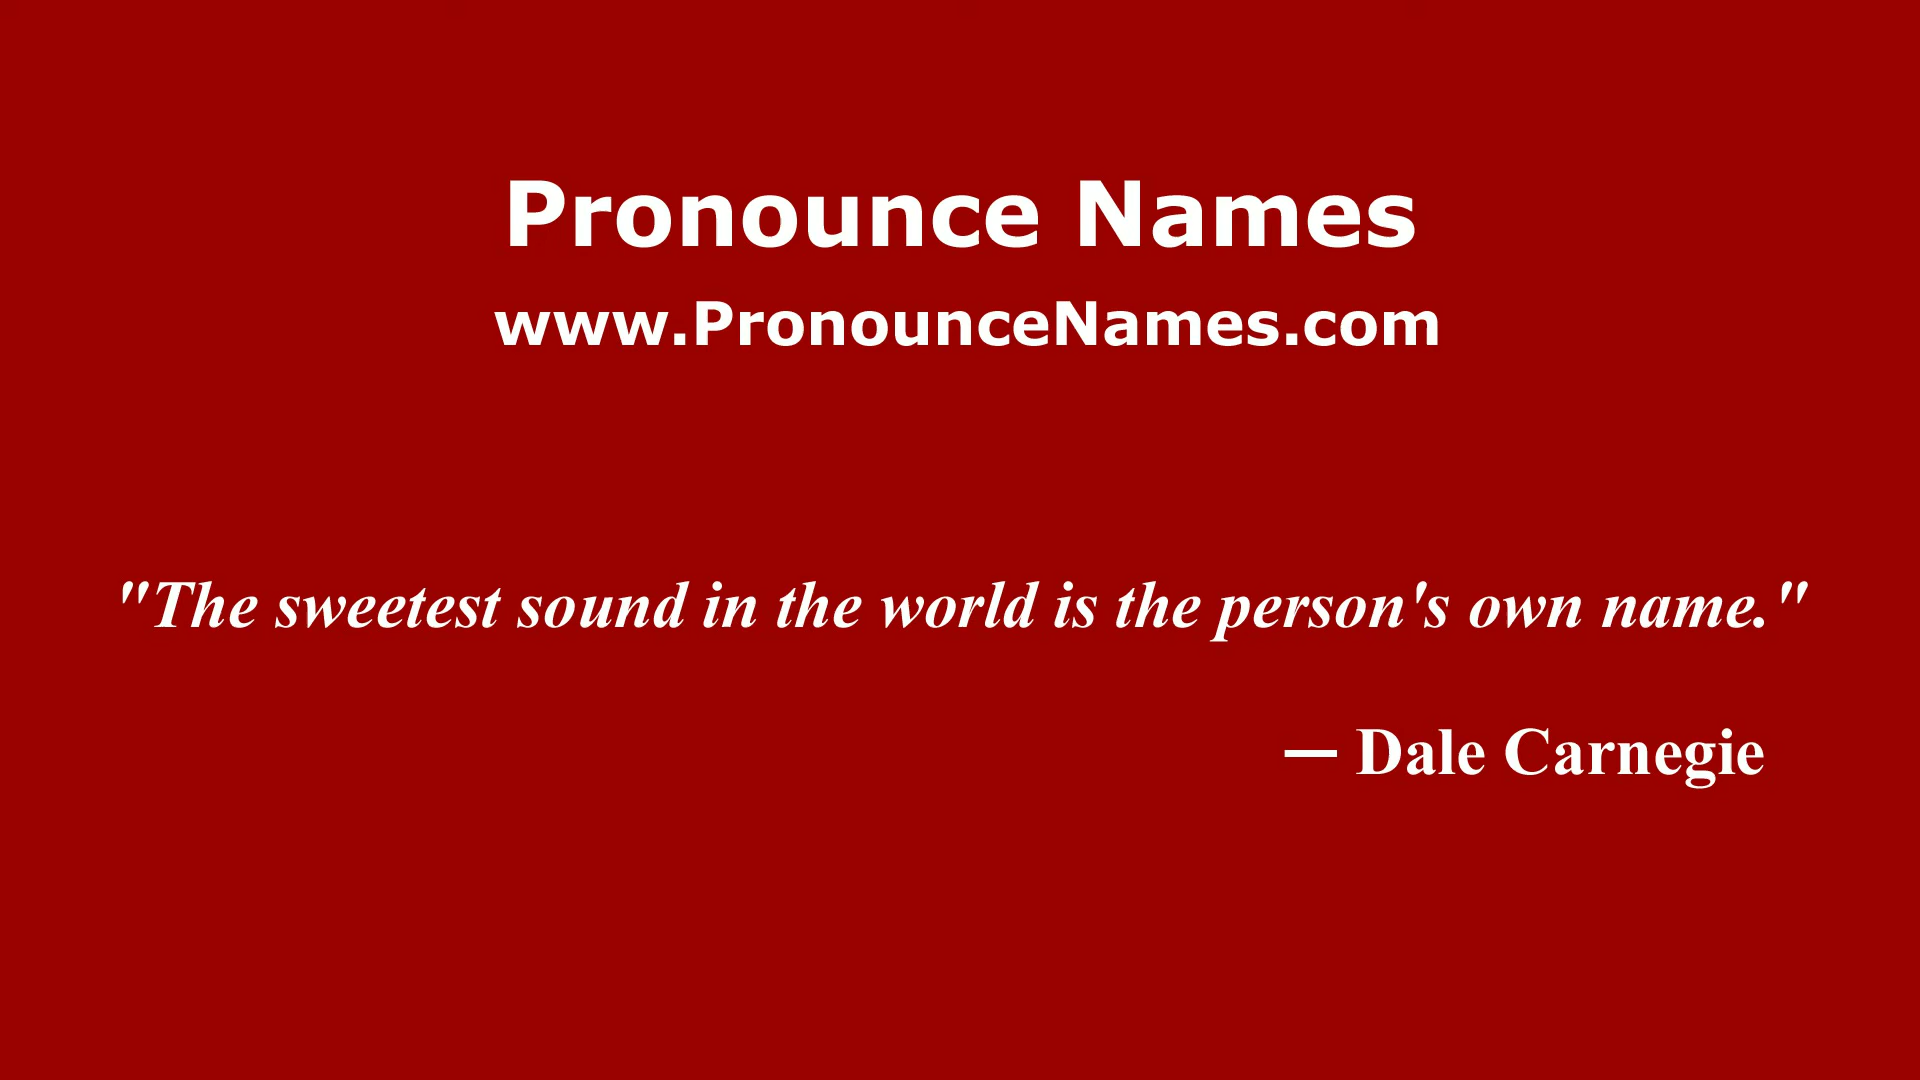 Pronounce Names
www.PronounceNames.com
"The sweetest sound in the world is the person's own name."
— Dale Carnegie